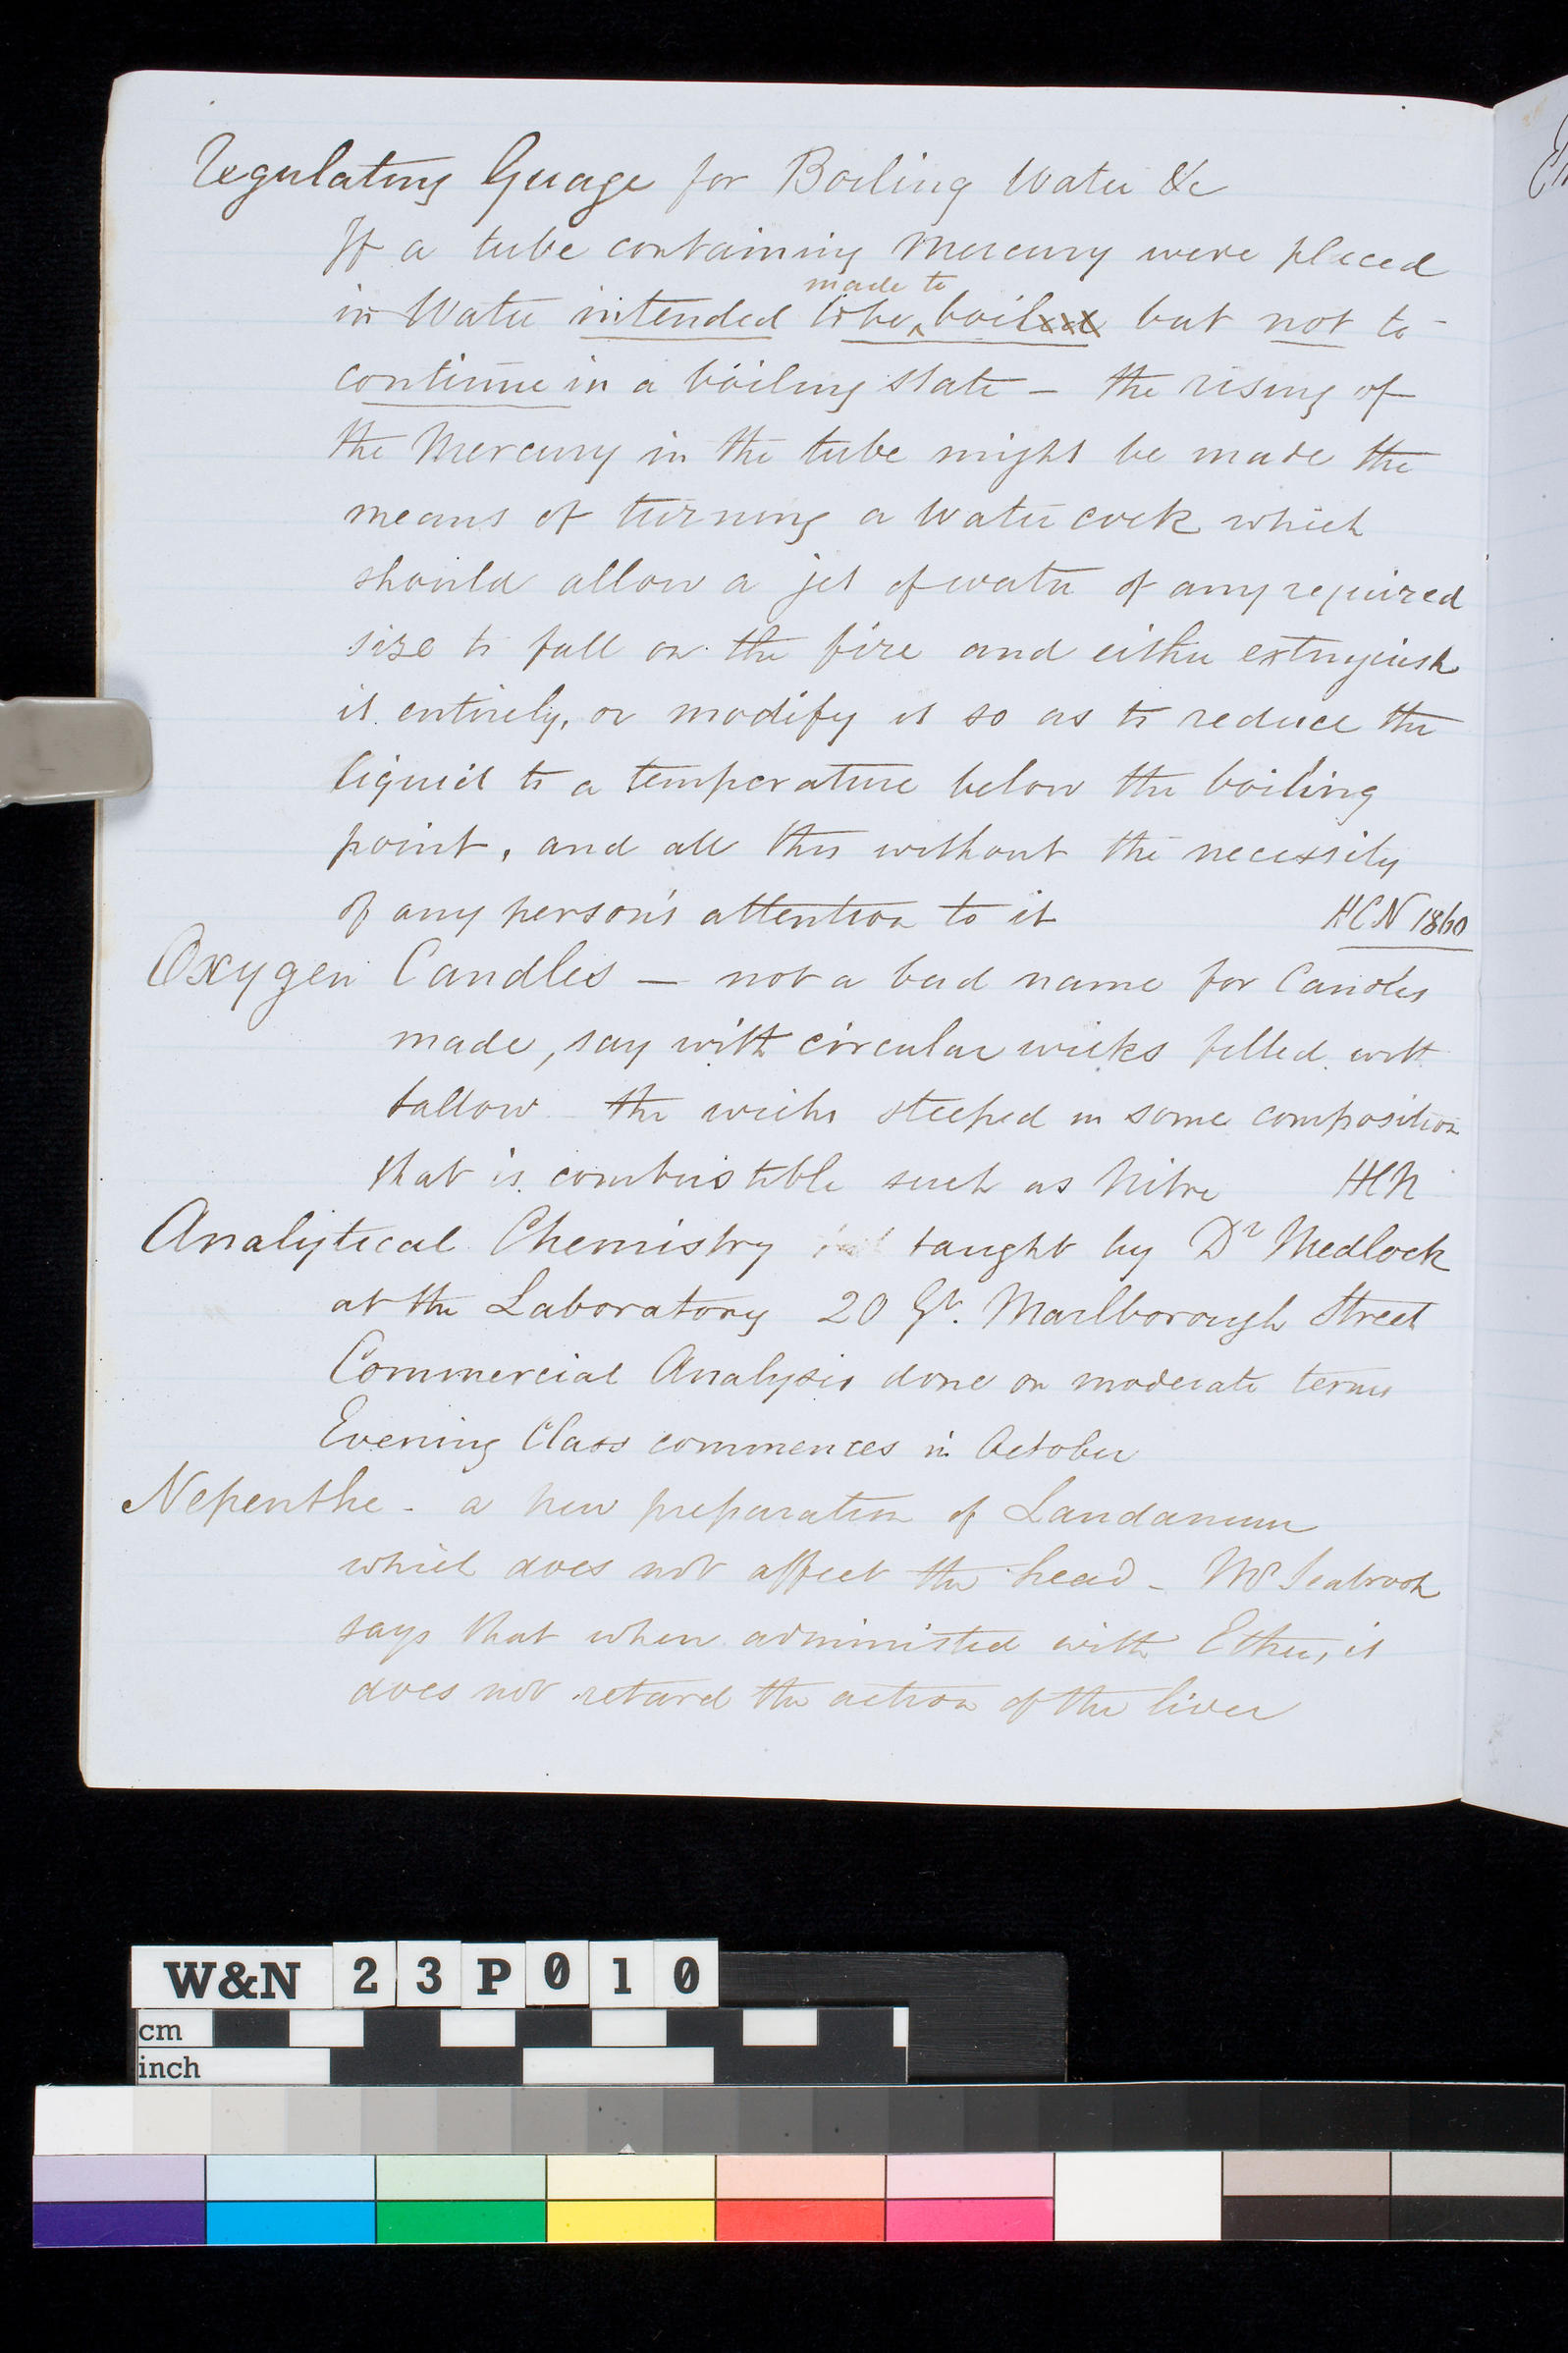 Regulating Guage for Boiling Water &c
If a tube containing Mercury were placed
made to
in Water intended to be boiled but not to
continue in a boiling state – the rising of
the Mercury in the tube might be made the
means of turning a Water cock which
should allow a jet of water of any required
size to fall on the fire and either extinguish
it entirely, or modify it so as to reduce the
liquid to a temperature below the boiling
point, and all this without the necessity
of any person's attention to it HCN 1860
Oxygen Candles – not a bad name for Candles
made, say with circular wicks filled with
tallow the wicks steeped in some composition
that is combustible such as Nitre HCN
Analytical Chemistry taught by Dr Medlock
at the Laboratory 20 Gt. Marlborough Street
Commercial Analysis done on moderate terms
Evening Class commences in October
Nepenthe - a new preparation of Laudanum
which does not affect the head - Mr Seabrook
says that when administed with Ether, it
does not retard the action of the liver
W&N 23P010
cm
inch